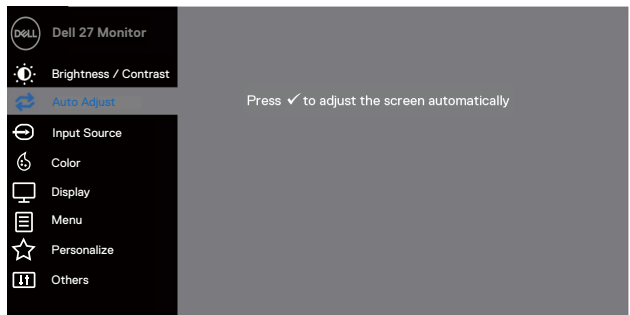 DELL Dell 27 Monitor
Brightness / Contrast
Auto Adjust Press ✓ to adjust the screen automatically
Input Source
Color
Display
Menu
Personalize
Others